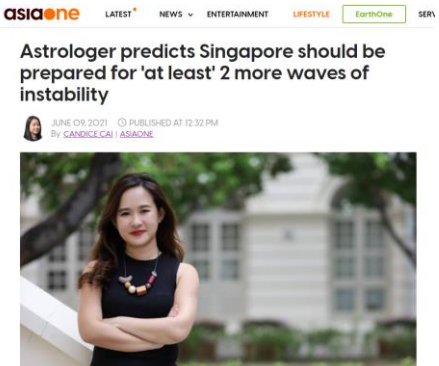 asiaone LATEST NEWS ENTERTAINMENT LIFESTYLE EarthOne SERV
Astrologer predicts Singapore should be
prepared for 'at least' 2 more waves of
instability
JUNE 09, 2021 PUBLISHED AT 12:32 PM
By CANDICE CAI | ASIAONE